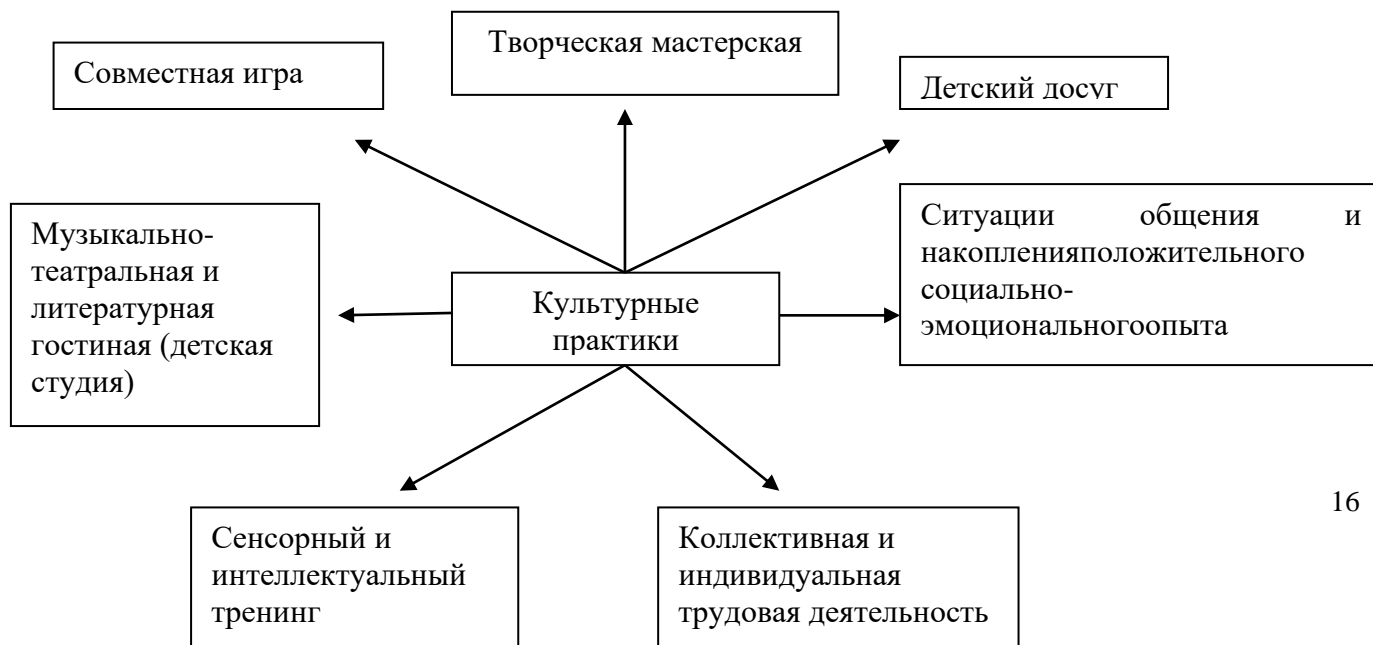 Творческая мастерская
Совместная игра
Детский досуг
Музыкально-
театральная и
литературная
гостиная (детская
студия)
Культурные
практики
Ситуации общения и
накопленияположительного
социально-
эмоциональногоопыта
Сенсорный и
интеллектуальный
тренинг
Коллективная и
индивидуальная
трудовая деятельность
16